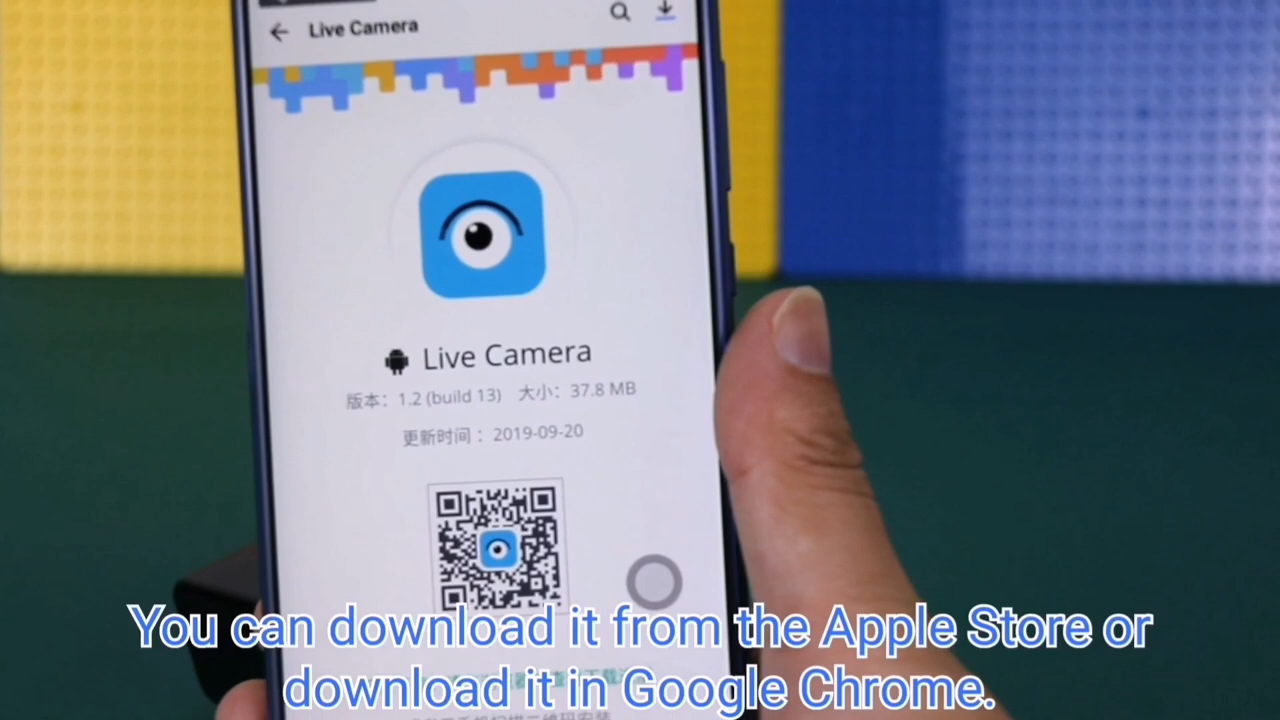 Live Camera
Live Camera
版本：1.2 (build 13) 大小：37.8 MB
更新时间：2019-09-20
You can download it from the Apple Store or
download it in Google Chrome.